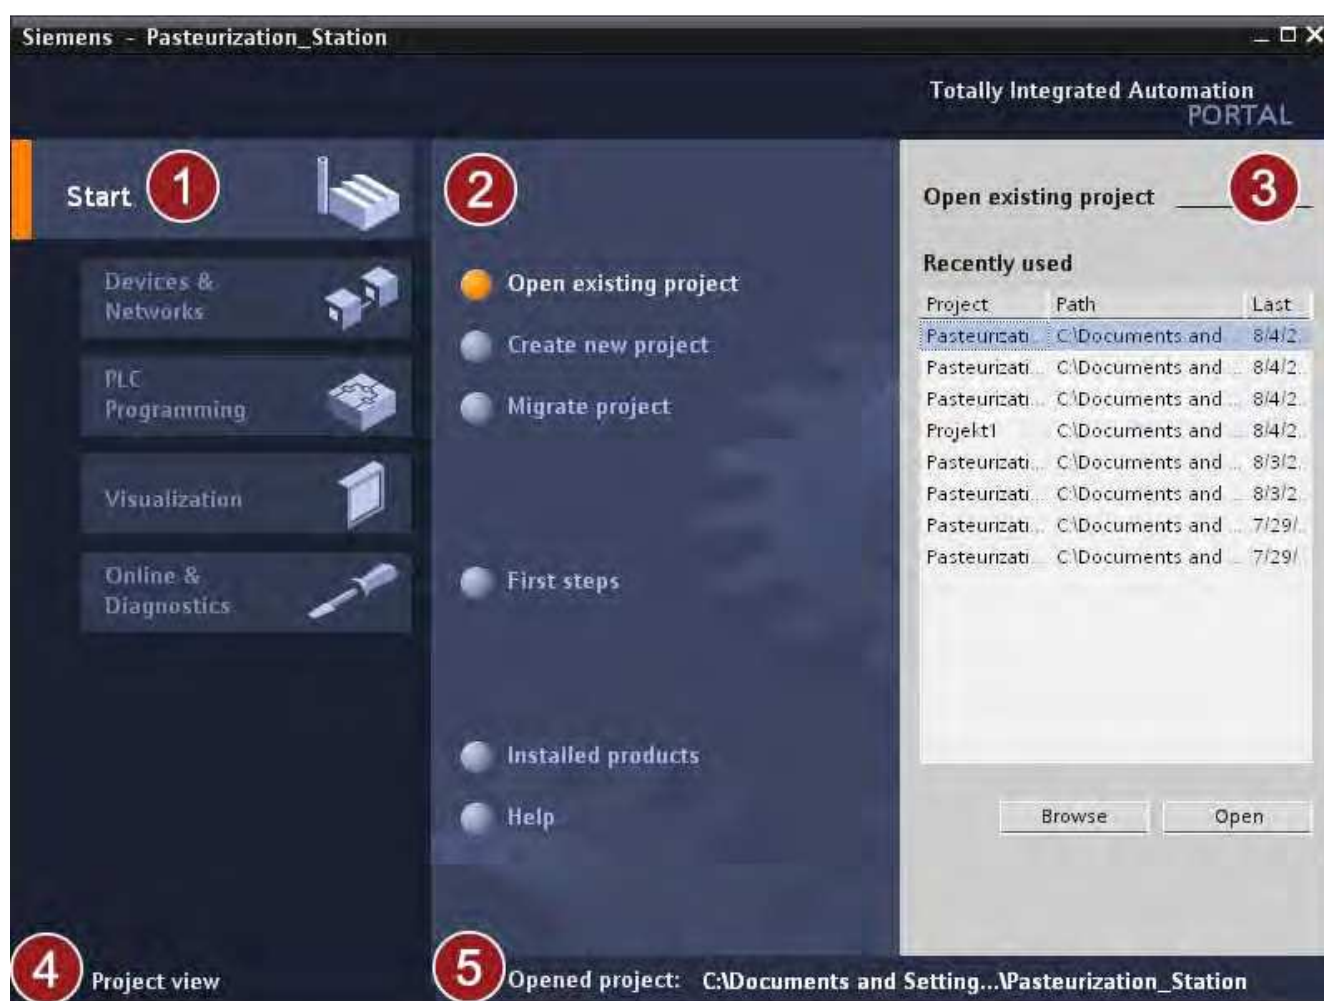 Siemens - Pasteurization_Station
Totally Integrated Automation
PORTAL
Start 1
Devices &
Networks
PLC
Programming
Visualization
Online &
Diagnostics
2
Open existing project
Create new project
Migrate project
First steps
Installed products
Help
Open existing project 3
Recently used
Project Path Last
Pasteurizati... C:\Documents and ... 8/4/2...
Pasteurizati... C:\Documents and ... 8/4/2...
Pasteurizati... C:\Documents and ... 8/4/2...
Projekt1 C:\Documents and ... 8/4/2...
Pasteurizati... C:\Documents and ... 8/3/2...
Pasteurizati... C:\Documents and ... 8/3/2...
Pasteurizati... C:\Documents and ... 7/29/...
Pasteurizati... C:\Documents and ... 7/29/...
Browse Open
4 Project view
5 Opened project: C:\Documents and Setting...\Pasteurization_Station